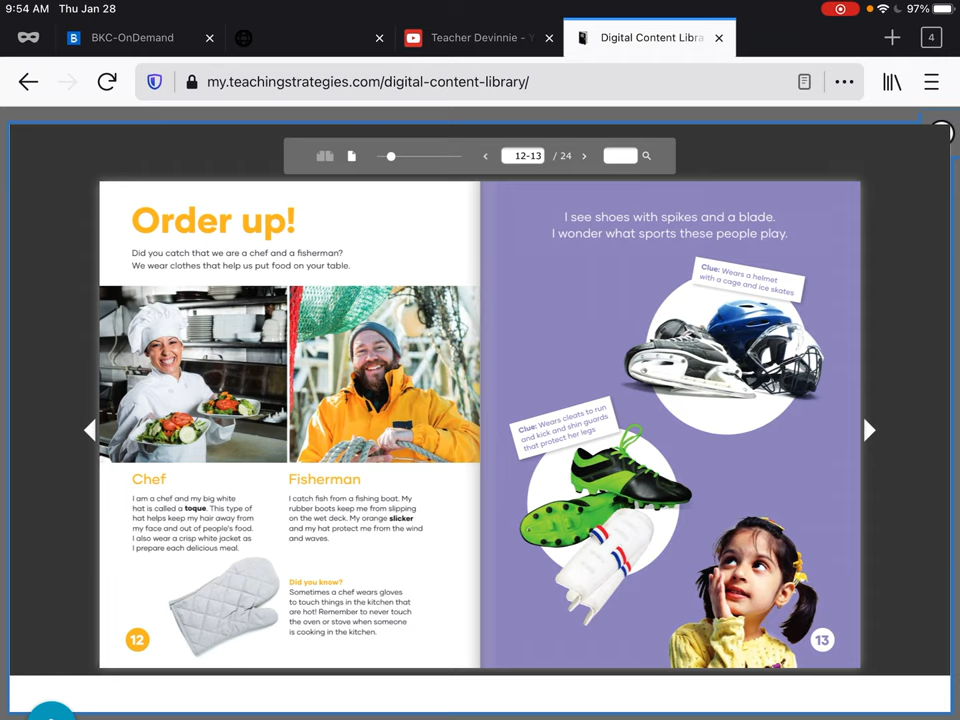 9:54 AM Thu Jan 28
97%
BKC-OnDemand
Teacher Devinnie -
Digital Content Libra
4
my.teachingstrategies.com/digital-content-library/
12-13 / 24
Order up!
Did you catch that we are a chef and a fisherman?
We wear clothes that help us put food on your table.
Chef
I am a chef and my big white
hat is called a toque. This type of
hat helps keep my hair away from
my face and out of people's food.
I also wear a crisp white jacket as
I prepare each delicious meal.
Fisherman
I catch fish from a fishing boat. My
rubber boots keep me from slipping
on the wet deck. My orange slicker
and my hat protect me from the wind
and waves.
Did you know?
Sometimes a chef wears gloves
to touch things in the kitchen that
are hot! Remember to never touch
the oven or stove when someone
is cooking in the kitchen.
12
I see shoes with spikes and a blade.
I wonder what sports these people play.
Clue: Wears a helmet
with a cage and ice skates
Clue: Wears cleats to run
and kick and shin guards
that protect her legs
13